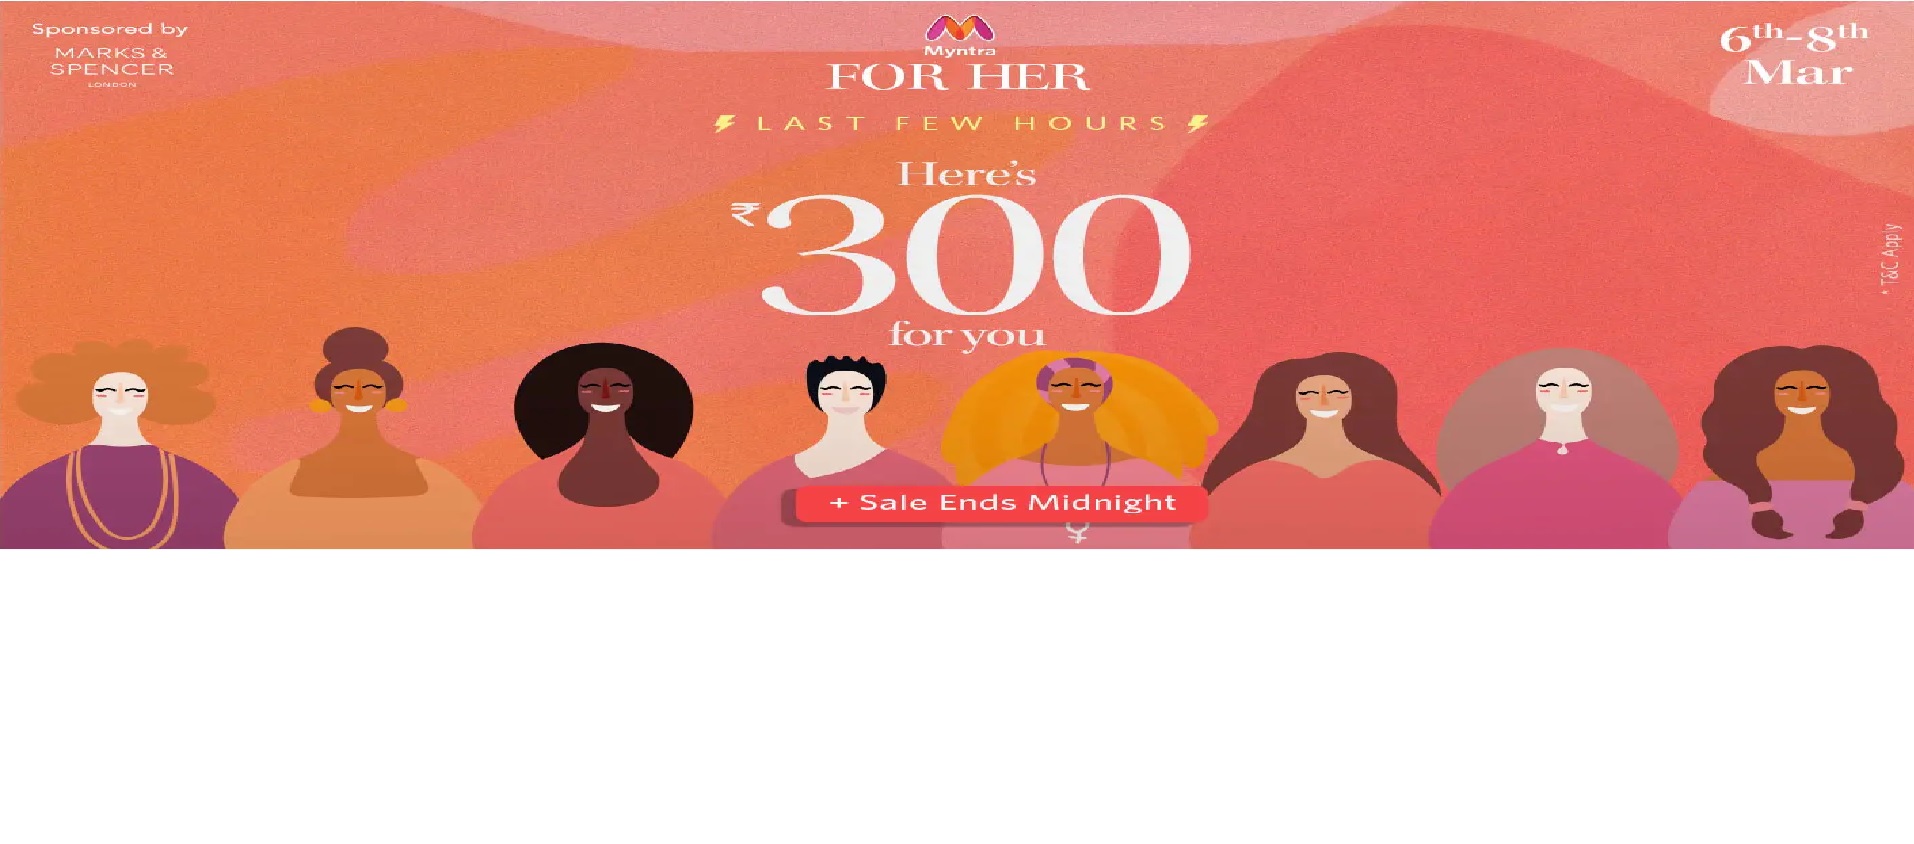 Sponsored by
MARKS &
SPENCER
LONDON
Myntra
FOR HER
LAST FEW HOURS
Here's
₹300
for you
+ Sale Ends Midnight
6th-8th
Mar
* T&C Apply